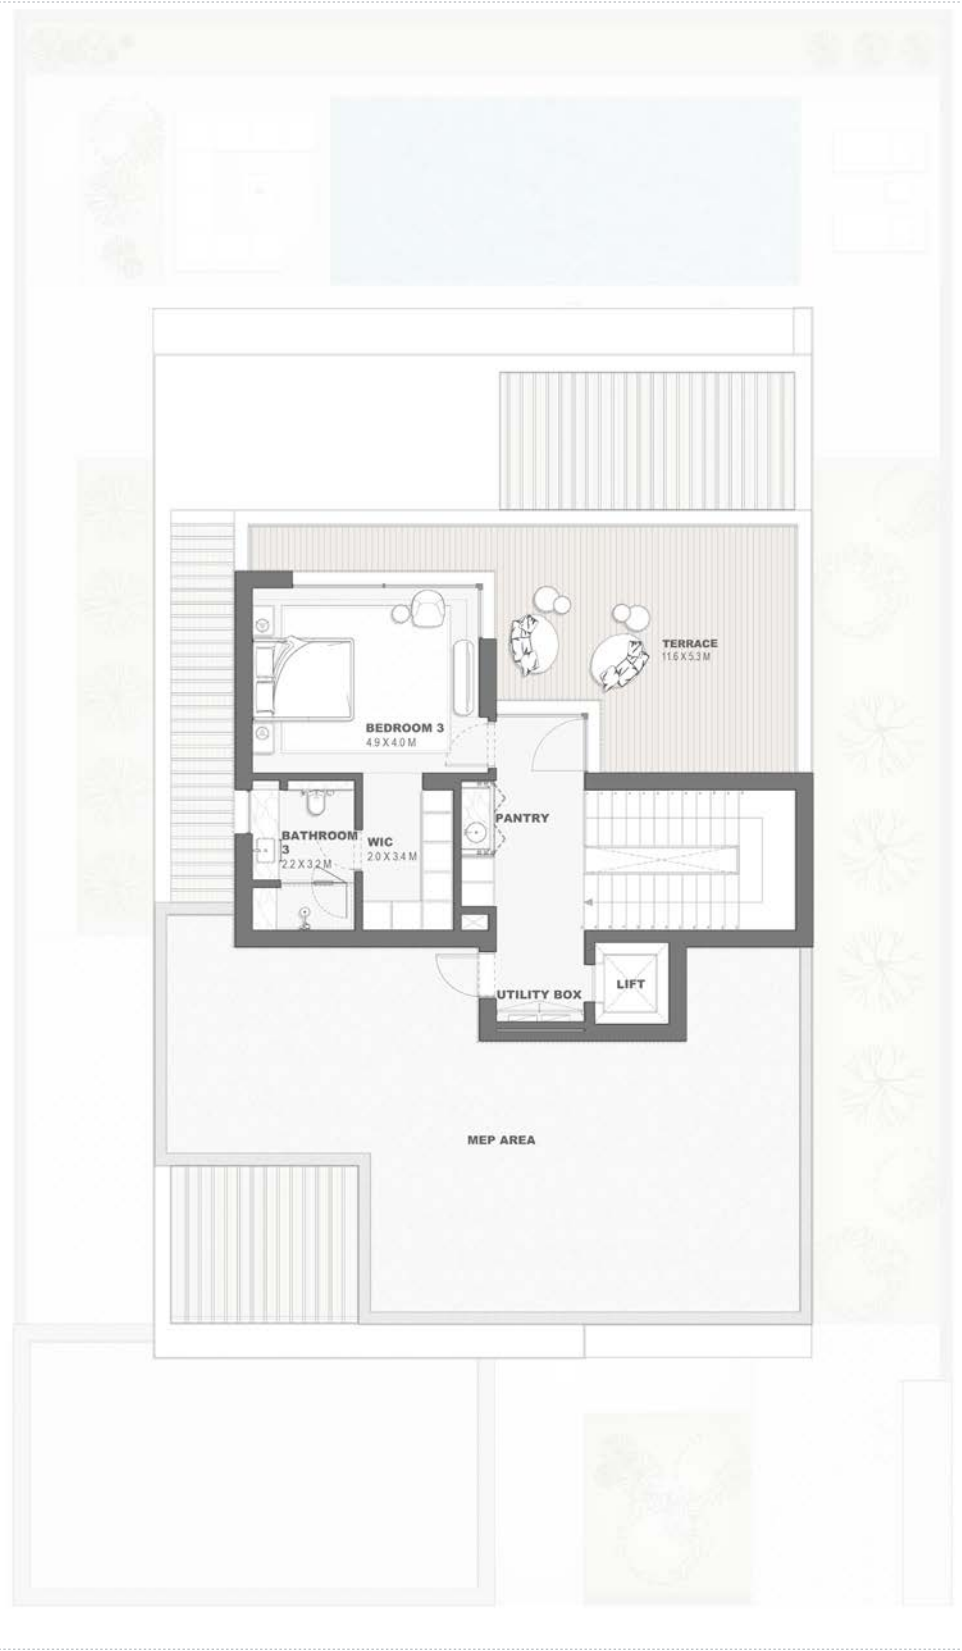 TERRACE
11.6 X 5.3 M
BEDROOM 3
4.9 X 4.0 M
PANTRY
BATHROOM
3
2.2 X 3.2 M
WIC
2.0 X 3.4 M
UTILITY BOX
LIFT
MEP AREA